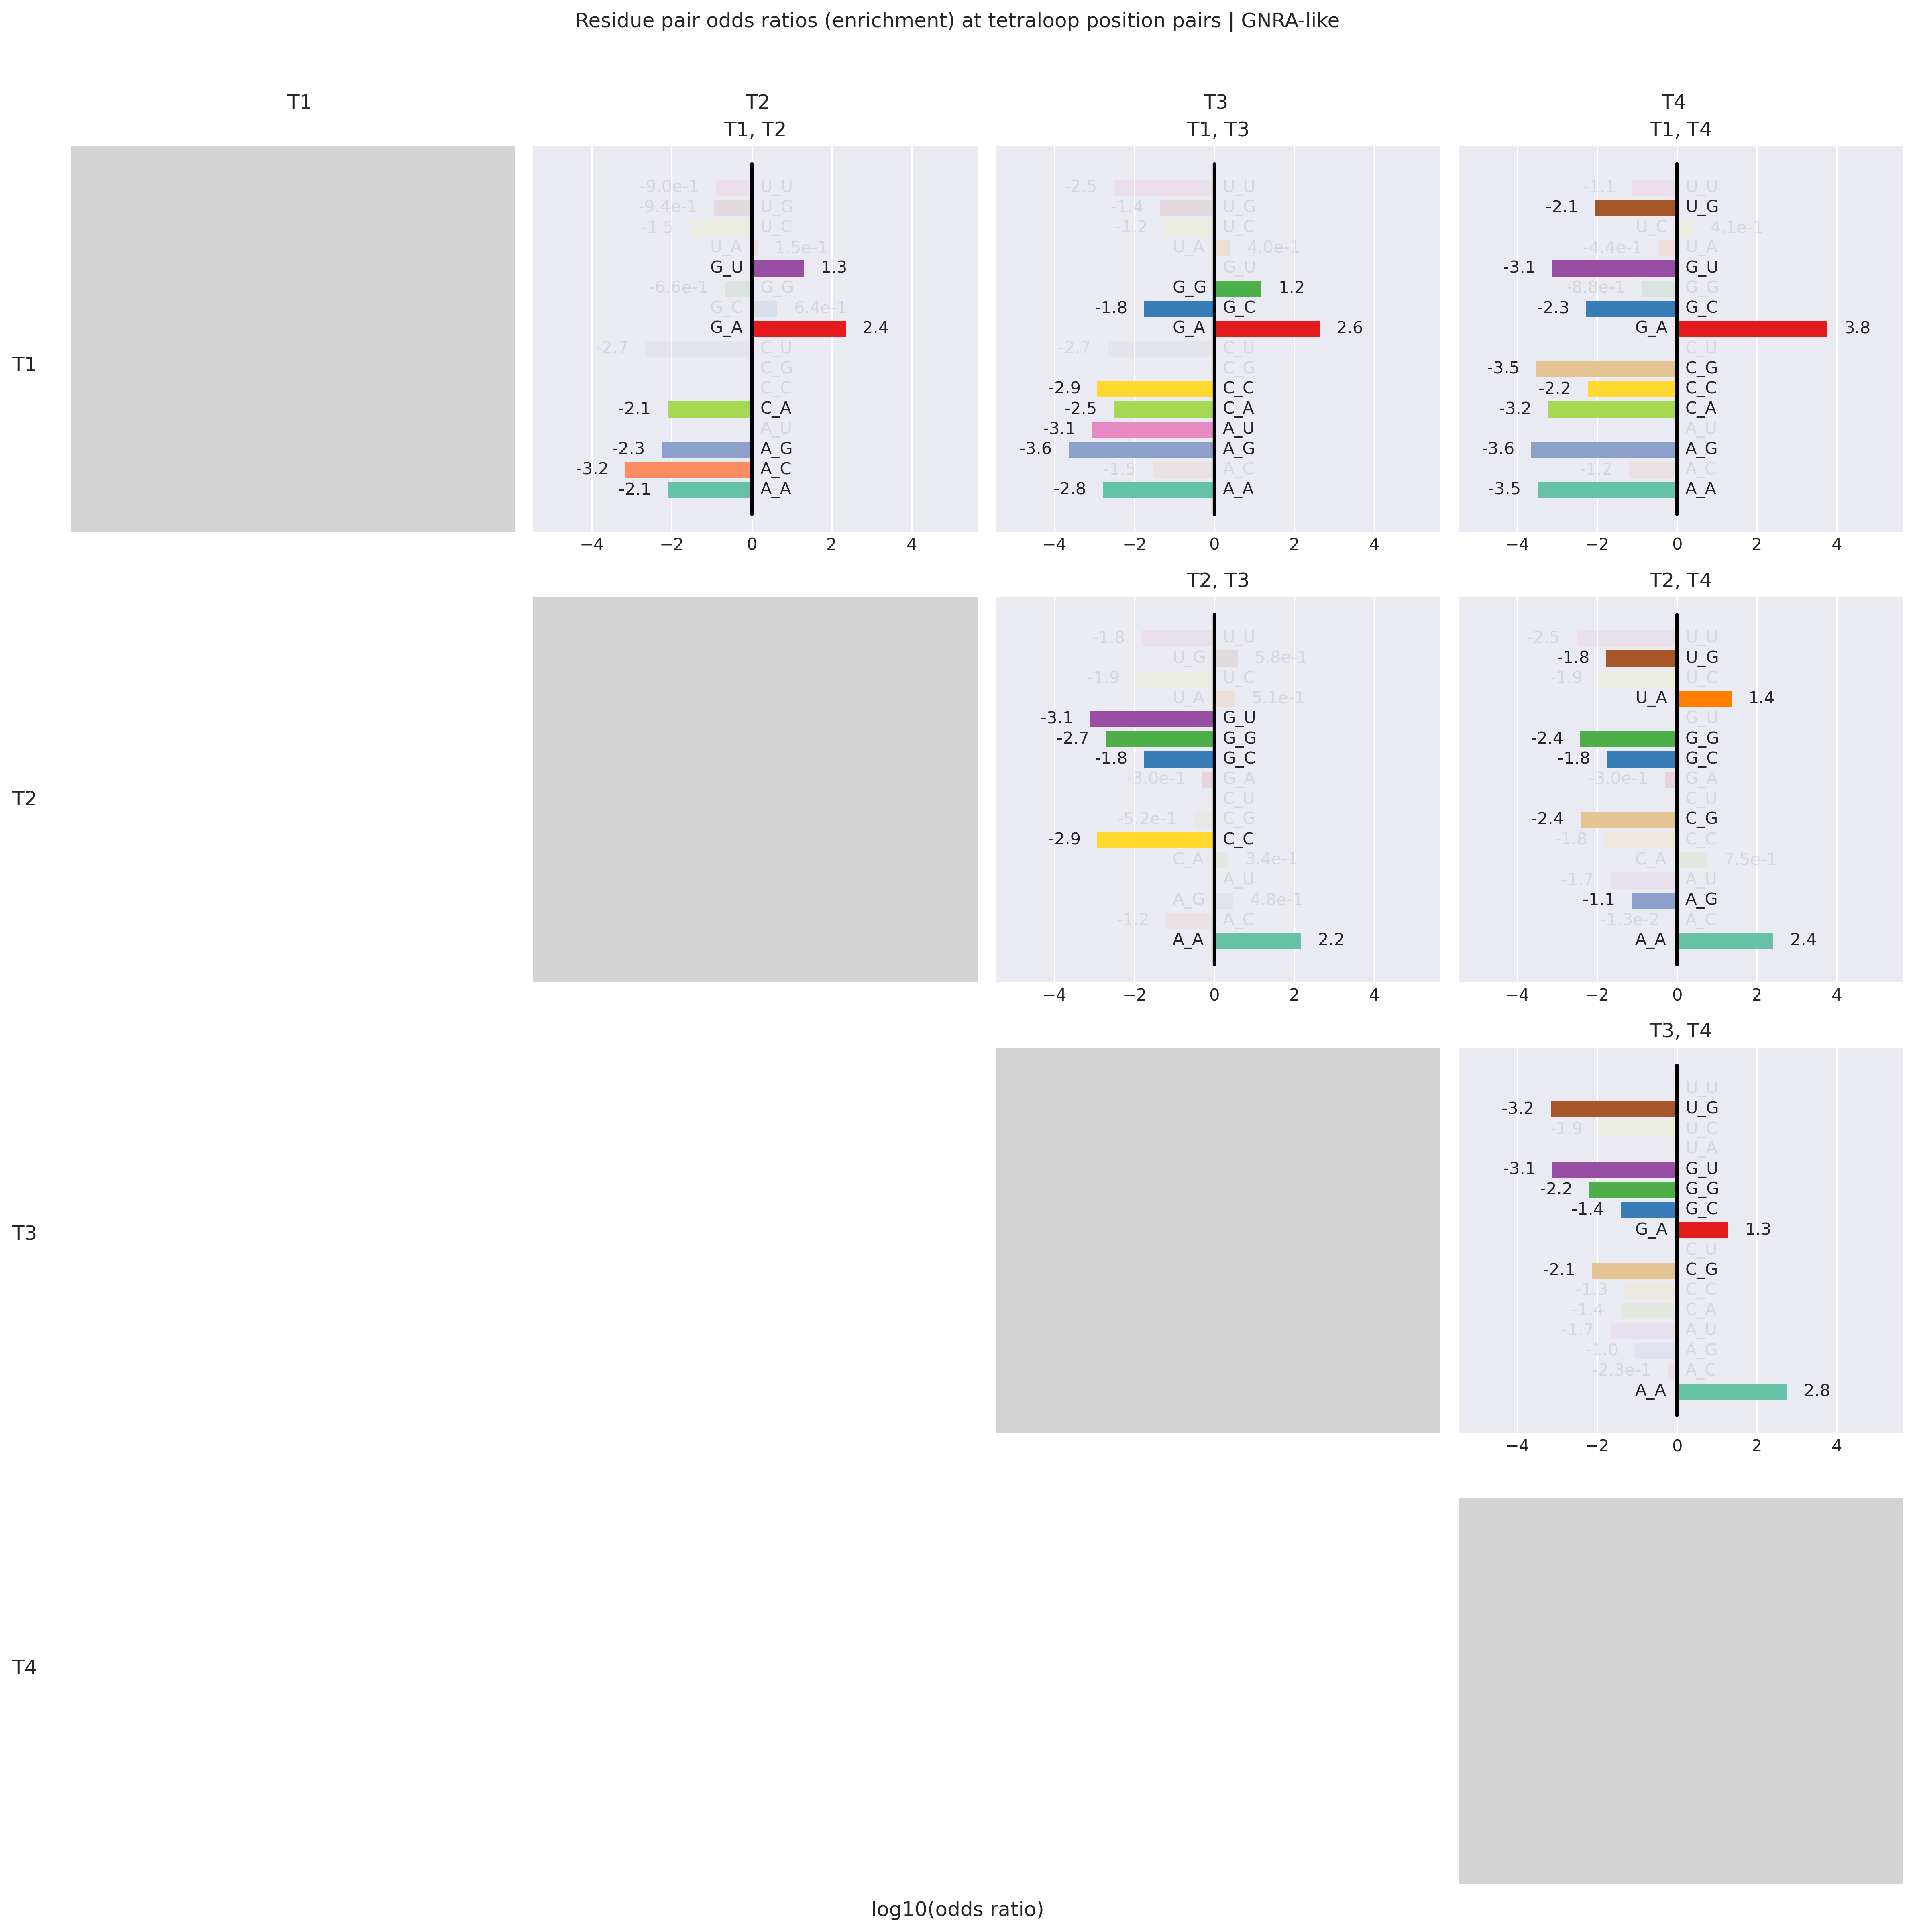 Residue pair odds ratios (enrichment) at tetraloop position pairs | GNRA-like
T1
T2
T3
T4
T1, T2
T1, T3
T1, T4
T1
-9.0e-1 U_U
-9.4e-1 U_G
-1.5 U_C
U_A 1.5e-1
G_U 1.3
-6.6e-1 G_G
G_C 6.4e-1
G_A 2.4
-2.7 C_U
C_G
C_C
-2.1 C_A
A_U
-2.3 A_G
-3.2 A_C
-2.1 A_A
−4 −2 0 2 4
-2.5 U_U
-1.4 U_G
-1.2 U_C
U_A 4.0e-1
G_U
G_G 1.2
-1.8 G_C
G_A 2.6
-2.7 C_U
C_G
-2.9 C_C
-2.5 C_A
-3.1 A_U
-3.6 A_G
-1.5 A_C
-2.8 A_A
−4 −2 0 2 4
-1.1 U_U
-2.1 U_G
U_C 4.1e-1
-4.4e-1 U_A
-3.1 G_U
-8.8e-1 G_G
-2.3 G_C
G_A 3.8
C_U
-3.5 C_G
-2.2 C_C
-3.2 C_A
A_U
-3.6 A_G
-1.2 A_C
-3.5 A_A
−4 −2 0 2 4
T2, T3
T2, T4
T2
-1.8 U_U
U_G 5.8e-1
-1.9 U_C
U_A 5.1e-1
-3.1 G_U
-2.7 G_G
-1.8 G_C
-3.0e-1 G_A
C_U
-5.2e-1 C_G
-2.9 C_C
C_A 3.4e-1
A_U
A_G 4.8e-1
-1.2 A_C
A_A 2.2
−4 −2 0 2 4
-2.5 U_U
-1.8 U_G
-1.9 U_C
U_A 1.4
G_U
-2.4 G_G
-1.8 G_C
-3.0e-1 G_A
C_U
-2.4 C_G
-1.8 C_C
C_A 7.5e-1
-1.7 A_U
-1.1 A_G
-1.3e-2 A_C
A_A 2.4
−4 −2 0 2 4
T3, T4
T3
U_U
-3.2 U_G
-1.9 U_C
U_A
-3.1 G_U
-2.2 G_G
-1.4 G_C
G_A 1.3
C_U
-2.1 C_G
-1.3 C_C
-1.4 C_A
-1.7 A_U
-1.0 A_G
-2.3e-1 A_C
A_A 2.8
−4 −2 0 2 4
T4
log10(odds ratio)